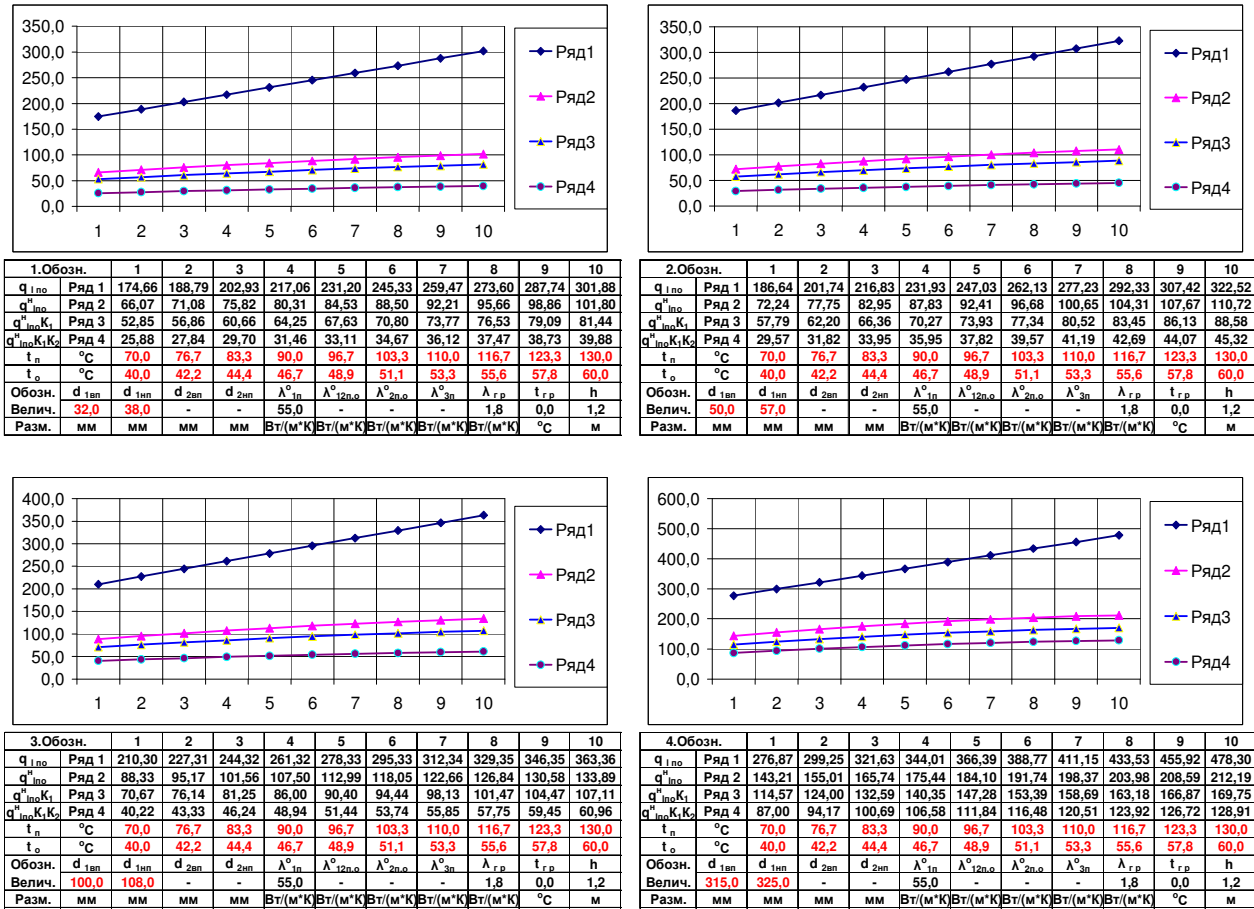 350,0
300,0
250,0
200,0
150,0
100,0
50,0
0,0
1 2 3 4 5 6 7 8 9 10
Ряд1
Ряд2
Ряд3
Ряд4
1.Обозн. 1 2 3 4 5 6 7 8 9 10
q l по Ряд 1 174,66 188,79 202,93 217,06 231,20 245,33 259,47 273,60 287,74 301,88
qн lпо Ряд 2 66,07 71,08 75,82 80,31 84,53 88,50 92,21 95,66 98,86 101,80
qн lпоК1 Ряд 3 52,85 56,86 60,66 64,25 67,63 70,80 73,77 76,53 79,09 81,44
qн lпоК1К2 Ряд 4 25,88 27,84 29,70 31,46 33,11 34,67 36,12 37,47 38,73 39,88
t п °С 70,0 76,7 83,3 90,0 96,7 103,3 110,0 116,7 123,3 130,0
t о °С 40,0 42,2 44,4 46,7 48,9 51,1 53,3 55,6 57,8 60,0
Обозн. d 1вп d 1нп d 2вп d 2нп λо1п λо12п.о λо2п.о λо3п λ г р t г р h
Велич. 32,0 38,0 - - 55,0 - - - 1,8 0,0 1,2
Разм. мм мм мм мм Вт/(м*К) Вт/(м*К) Вт/(м*К) Вт/(м*К) Вт/(м*К) °С м
350,0
300,0
250,0
200,0
150,0
100,0
50,0
0,0
1 2 3 4 5 6 7 8 9 10
Ряд1
Ряд2
Ряд3
Ряд4
2.Обозн. 1 2 3 4 5 6 7 8 9 10
q l по Ряд 1 186,64 201,74 216,83 231,93 247,03 262,13 277,23 292,33 307,42 322,52
qн lпо Ряд 2 72,24 77,75 82,95 87,83 92,41 96,68 100,65 104,31 107,67 110,72
qн lпоК1 Ряд 3 57,79 62,20 66,36 70,27 73,93 77,34 80,52 83,45 86,13 88,58
qн lпоК1К2 Ряд 4 29,57 31,82 33,95 35,95 37,82 39,57 41,19 42,69 44,07 45,32
t п °С 70,0 76,7 83,3 90,0 96,7 103,3 110,0 116,7 123,3 130,0
t о °С 40,0 42,2 44,4 46,7 48,9 51,1 53,3 55,6 57,8 60,0
Обозн. d 1вп d 1нп d 2вп d 2нп λо1п λо12п.о λо2п.о λо3п λ г р t г р h
Велич. 50,0 57,0 - - 55,0 - - - 1,8 0,0 1,2
Разм. мм мм мм мм Вт/(м*К) Вт/(м*К) Вт/(м*К) Вт/(м*К) Вт/(м*К) °С м
400,0
350,0
300,0
250,0
200,0
150,0
100,0
50,0
0,0
1 2 3 4 5 6 7 8 9 10
Ряд1
Ряд2
Ряд3
Ряд4
3.Обозн. 1 2 3 4 5 6 7 8 9 10
q l по Ряд 1 210,30 227,31 244,32 261,32 278,33 295,33 312,34 329,35 346,35 363,36
qн lпо Ряд 2 88,33 95,17 101,56 107,50 112,99 118,05 122,66 126,84 130,58 133,89
qн lпоК1 Ряд 3 70,67 76,14 81,25 86,00 90,40 94,44 98,13 101,47 104,47 107,11
qн lпоК1К2 Ряд 4 40,22 43,33 46,24 48,94 51,44 53,74 55,85 57,75 59,45 60,96
t п °С 70,0 76,7 83,3 90,0 96,7 103,3 110,0 116,7 123,3 130,0
t о °С 40,0 42,2 44,4 46,7 48,9 51,1 53,3 55,6 57,8 60,0
Обозн. d 1вп d 1нп d 2вп d 2нп λо1п λо12п.о λо2п.о λо3п λ г р t г р h
Велич. 100,0 108,0 - - 55,0 - - - 1,8 0,0 1,2
Разм. мм мм мм мм Вт/(м*К) Вт/(м*К) Вт/(м*К) Вт/(м*К) Вт/(м*К) °С м
600,0
500,0
400,0
300,0
200,0
100,0
0,0
1 2 3 4 5 6 7 8 9 10
Ряд1
Ряд2
Ряд3
Ряд4
4.Обозн. 1 2 3 4 5 6 7 8 9 10
q l по Ряд 1 276,87 299,25 321,63 344,01 366,39 388,77 411,15 433,53 455,92 478,30
qн lпо Ряд 2 143,21 155,01 165,74 175,44 184,10 191,74 198,37 203,98 208,59 212,19
qн lпоК1 Ряд 3 114,57 124,00 132,59 140,35 147,28 153,39 158,69 163,18 166,87 169,75
qн lпоК1К2 Ряд 4 87,00 94,17 100,69 106,58 111,84 116,48 120,51 123,92 126,72 128,91
t п °С 70,0 76,7 83,3 90,0 96,7 103,3 110,0 116,7 123,3 130,0
t о °С 40,0 42,2 44,4 46,7 48,9 51,1 53,3 55,6 57,8 60,0
Обозн. d 1вп d 1нп d 2вп d 2нп λо1п λо12п.о λо2п.о λо3п λ г р t г р h
Велич. 315,0 325,0 - - 55,0 - - - 1,8 0,0 1,2
Разм. мм мм мм мм Вт/(м*К) Вт/(м*К) Вт/(м*К) Вт/(м*К) Вт/(м*К) °С м